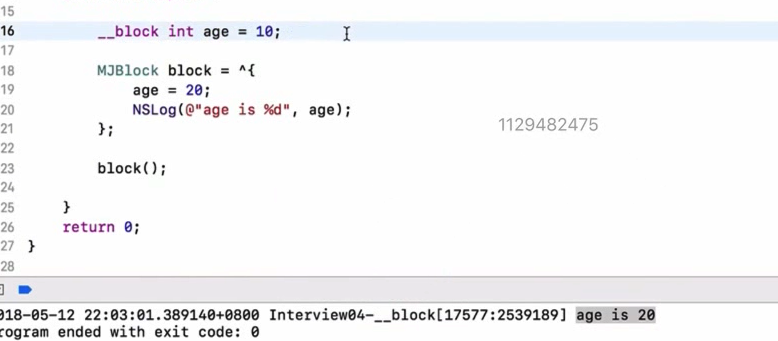 15
16 __block int age = 10;
17
18 MJBlock block = ^{
19 age = 20;
20 NSLog(@"age is %d", age);
21 };
1129482475
22
23 block();
24
25 }
26 return 0;
27 }
28
018-05-12 22:03:01.389140+0800 Interview04-__block[17577:2539189] age is 20
rogram ended with exit code: 0